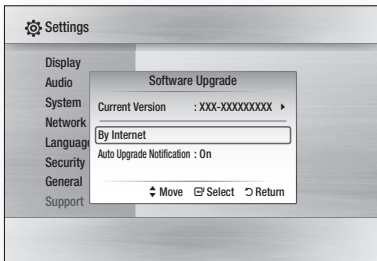 Settings
Display
Audio
System
Network
Languag
Security
General
Support
Software Upgrade
Current Version : XXX-XXXXXXXXX
By Internet
Auto Upgrade Notification : On
Move Select Return